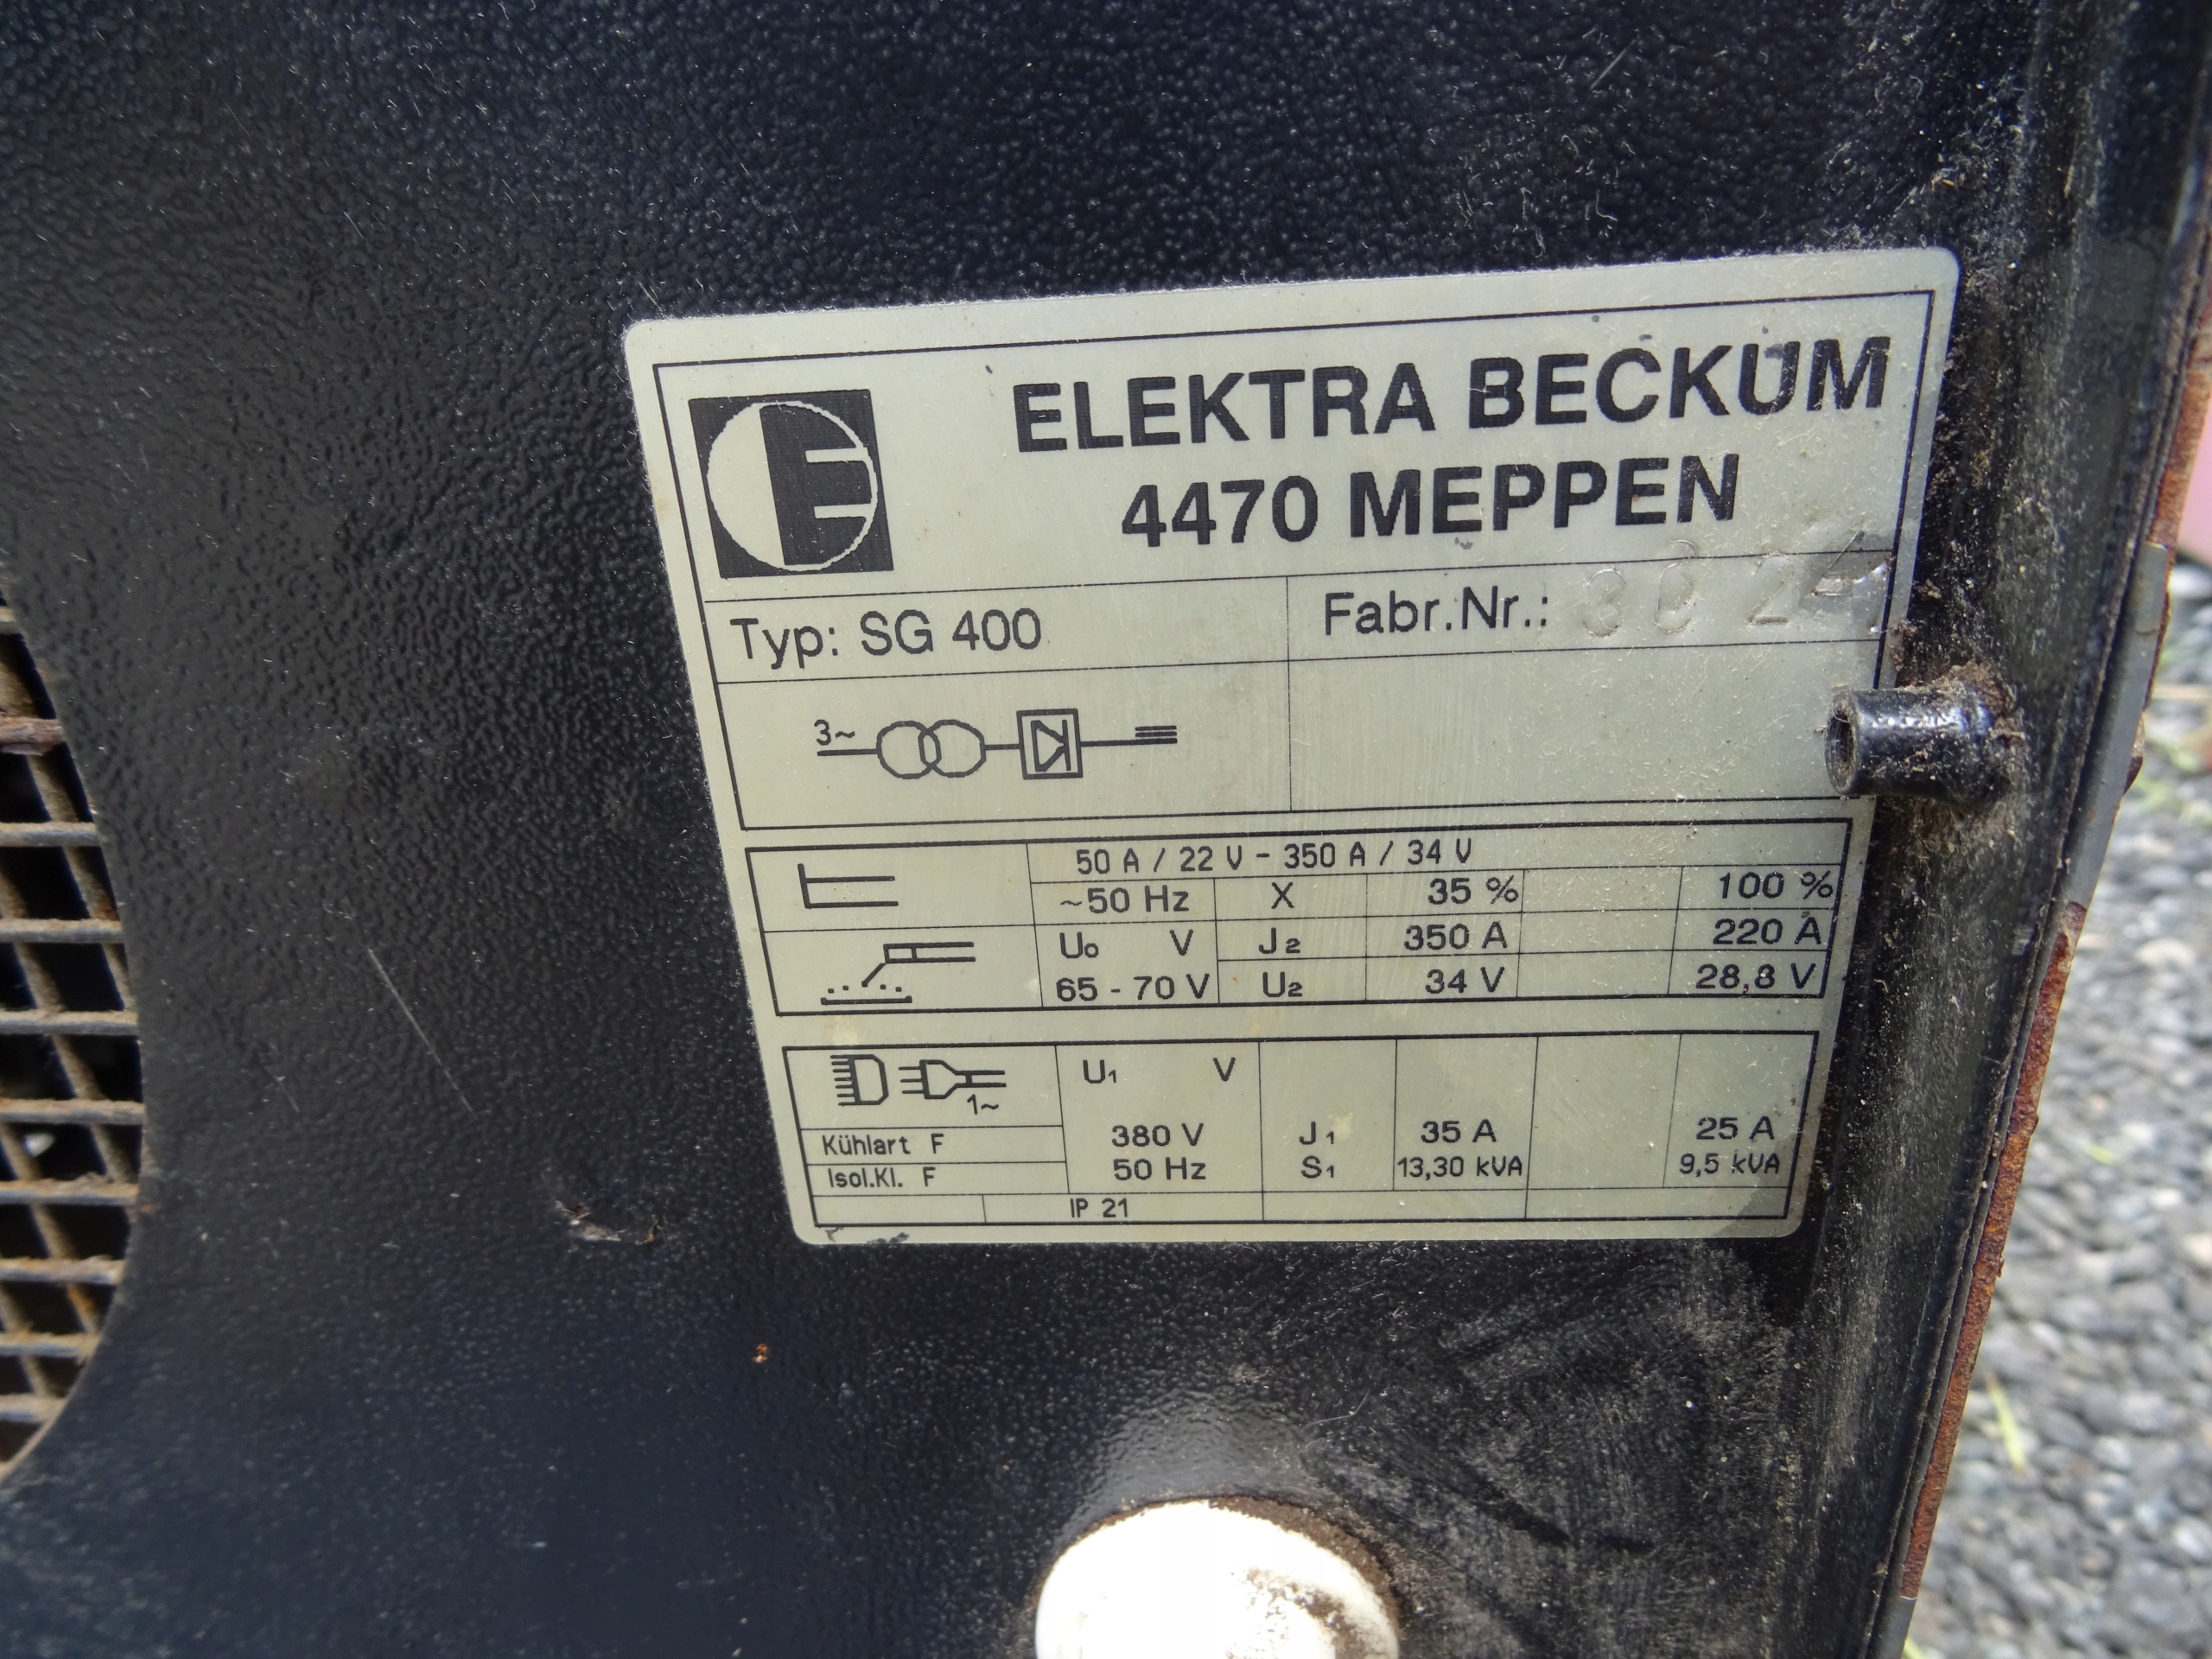 ELEKTRA BECKUM
4470 MEPPEN
Typ: SG 400 Fabr.Nr.:
3~
50 A / 22 V - 350 A / 34 V
~50 Hz X 35 % 100 %
U₀ V J₂ 350 A 220 A
65 - 70 V U₂ 34 V 28,8 V
U₁ V
1~
380 V J₁ 35 A 25 A
Kühlart F
50 Hz S₁ 13,30 kVA 9,5 kVA
Isol.Kl. F
IP 21